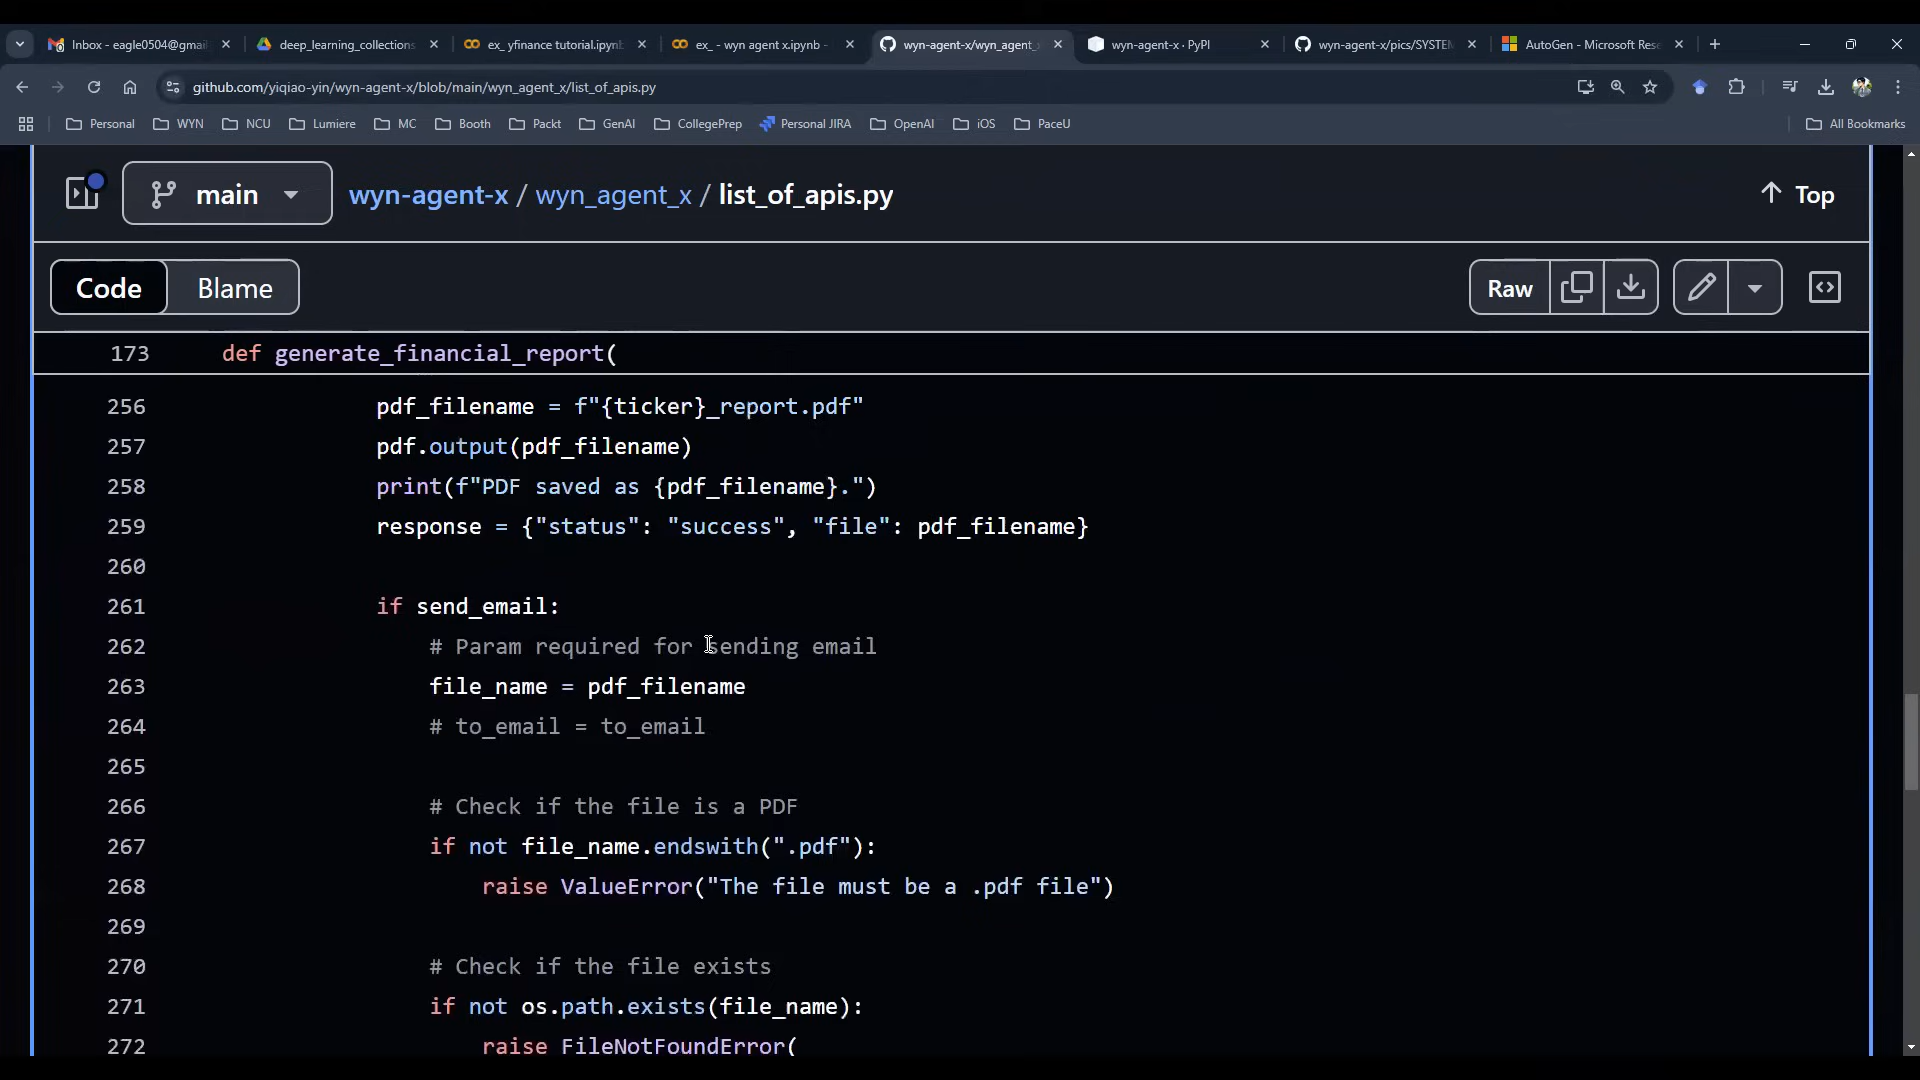 Inbox - eagle0504@gmai
deep_learning_collections
ex_ yfinance tutorial.ipynb
ex_ - wyn agent x.ipynb -
wyn-agent-x/wyn_agent_x
wyn-agent-x · PyPI
wyn-agent-x/pics/SYSTEM
AutoGen - Microsoft Rese
github.com/yiqiao-yin/wyn-agent-x/blob/main/wyn_agent_x/list_of_apis.py
Personal
WYN
NCU
Lumiere
MC
Booth
Packt
GenAI
CollegePrep
Personal JIRA
OpenAI
iOS
PaceU
All Bookmarks
main
wyn-agent-x / wyn_agent_x / list_of_apis.py
Top
Code
Blame
Raw
173 def generate_financial_report(
256 pdf_filename = f"{ticker}_report.pdf"
257 pdf.output(pdf_filename)
258 print(f"PDF saved as {pdf_filename}.")
259 response = {"status": "success", "file": pdf_filename}
260
261 if send_email:
262 # Param required for sending email
263 file_name = pdf_filename
264 # to_email = to_email
265
266 # Check if the file is a PDF
267 if not file_name.endswith(".pdf"):
268 raise ValueError("The file must be a .pdf file")
269
270 # Check if the file exists
271 if not os.path.exists(file_name):
272 raise FileNotFoundError(